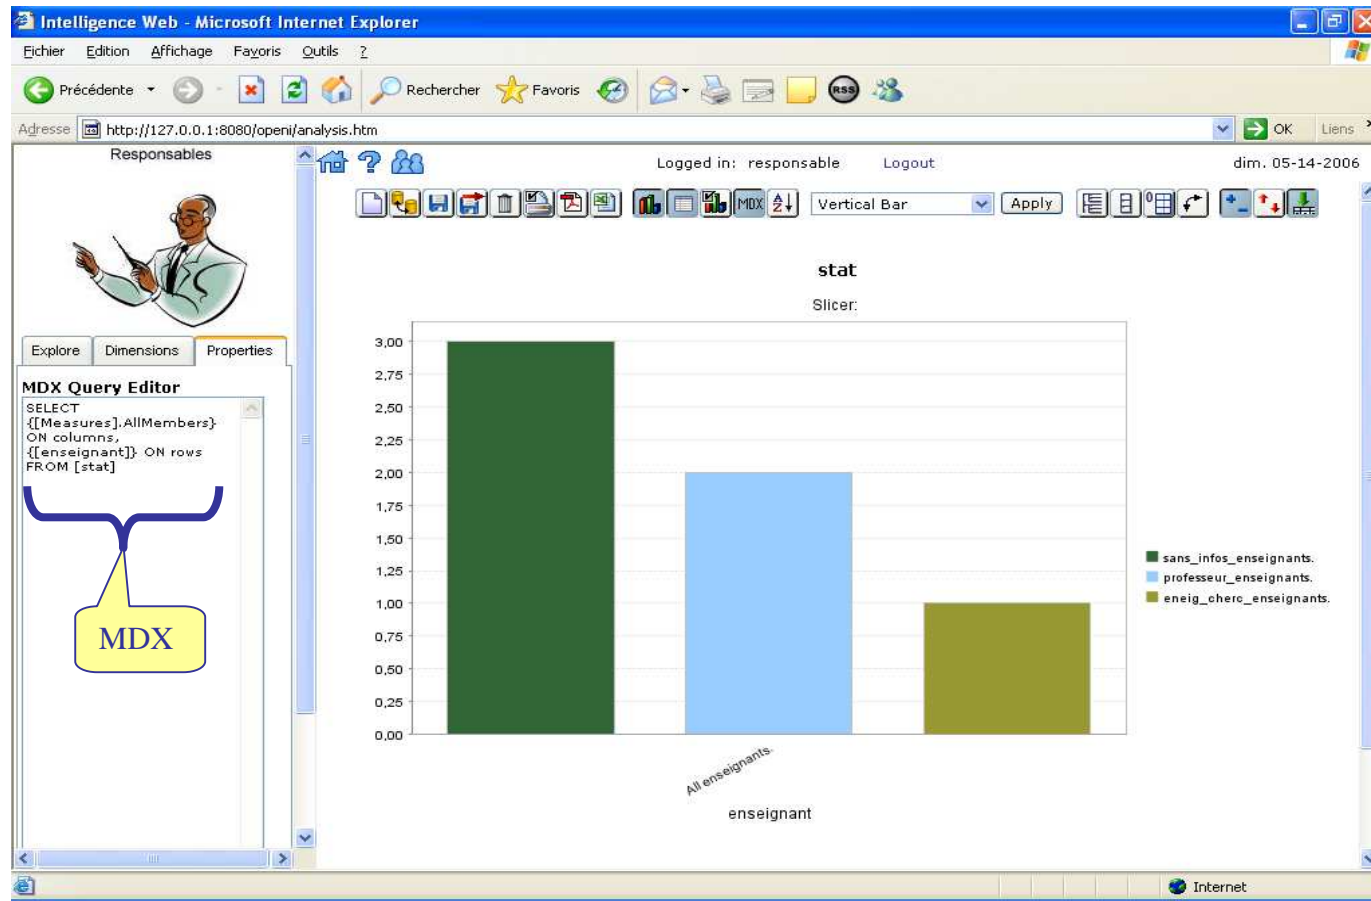 Intelligence Web - Microsoft Internet Explorer
Fichier Edition Affichage Favoris Outils ?
Précédente Rechercher Favoris RSS
Adresse http://127.0.0.1:8080/openi/analysis.htm OK Liens
Responsables
Logged in: responsable Logout dim. 05-14-2006
MDX Vertical Bar Apply
Explore Dimensions Properties
MDX Query Editor
SELECT
{[Measures].AllMembers}
ON columns,
{[enseignant]} ON rows
FROM [stat]
MDX
stat
Slicer:
3,00
2,75
2,50
2,25
2,00
1,75
1,50
1,25
1,00
0,75
0,50
0,25
0,00
All enseignants.
enseignant
sans_infos_enseignants.
professeur_enseignants.
eneig_cherc_enseignants.
Internet